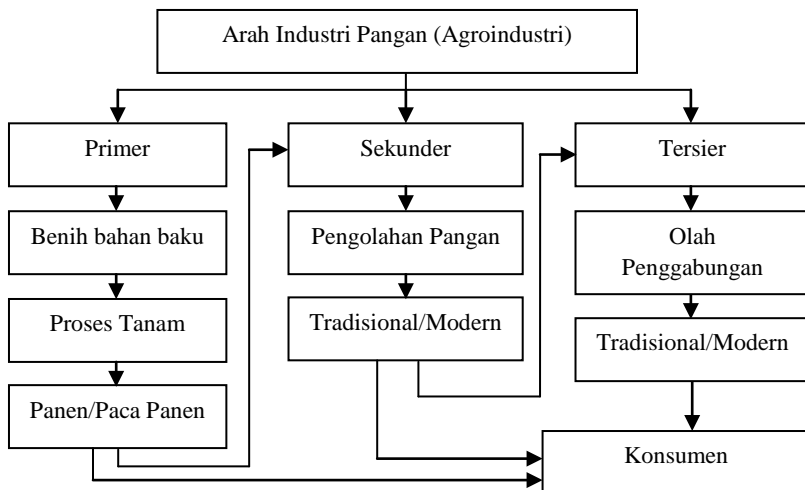 Arah Industri Pangan (Agroindustri)
Primer
Sekunder
Tersier
Benih bahan baku
Pengolahan Pangan
Olah
Penggabungan
Proses Tanam
Tradisional/Modern
Tradisional/Modern
Panen/Paca Panen
Konsumen